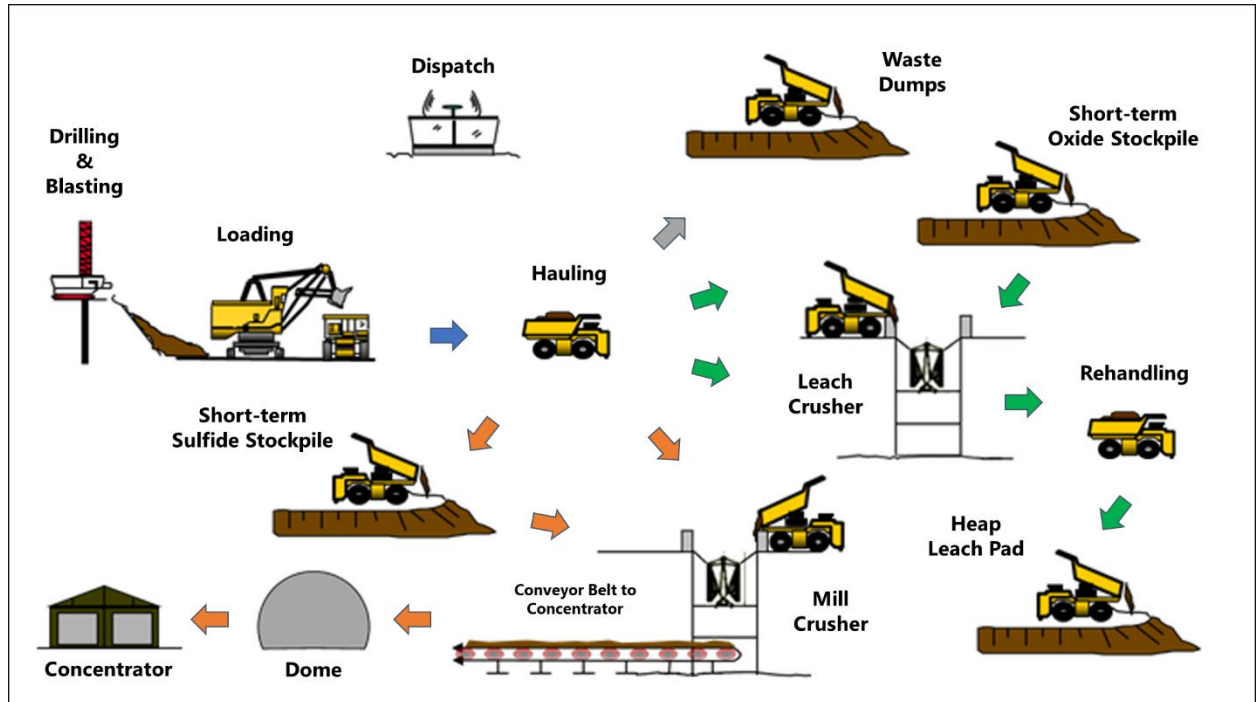 Dispatch
Waste
Dumps
Short-term
Oxide Stockpile
Drilling
&
Blasting
Loading
Hauling
Leach
Crusher
Rehandling
Short-term
Sulfide Stockpile
Heap
Leach Pad
Conveyor Belt to
Concentrator
Mill
Crusher
Concentrator
Dome